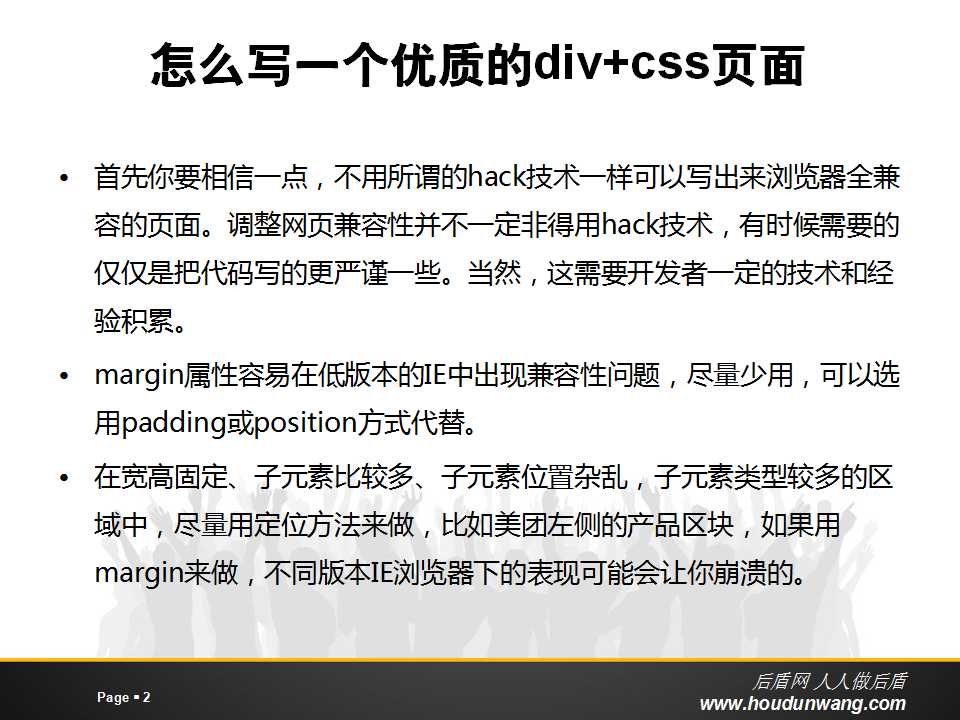 怎么写一个优质的div+css页面
• 首先你要相信一点，不用所谓的hack技术一样可以写出来浏览器全兼
容的页面。调整网页兼容性并不一定非得用hack技术，有时候需要的
仅仅是把代码写的更严谨一些。当然，这需要开发者一定的技术和经
验积累。
• margin属性容易在低版本的IE中出现兼容性问题，尽量少用，可以选
用padding或position方式代替。
• 在宽高固定、子元素比较多、子元素位置杂乱，子元素类型较多的区
域中，尽量用定位方法来做，比如美团左侧的产品区块，如果用
margin来做，不同版本IE浏览器下的表现可能会让你崩溃的。
Page ▪ 2
后盾网 人人做后盾
www.houdunwang.com